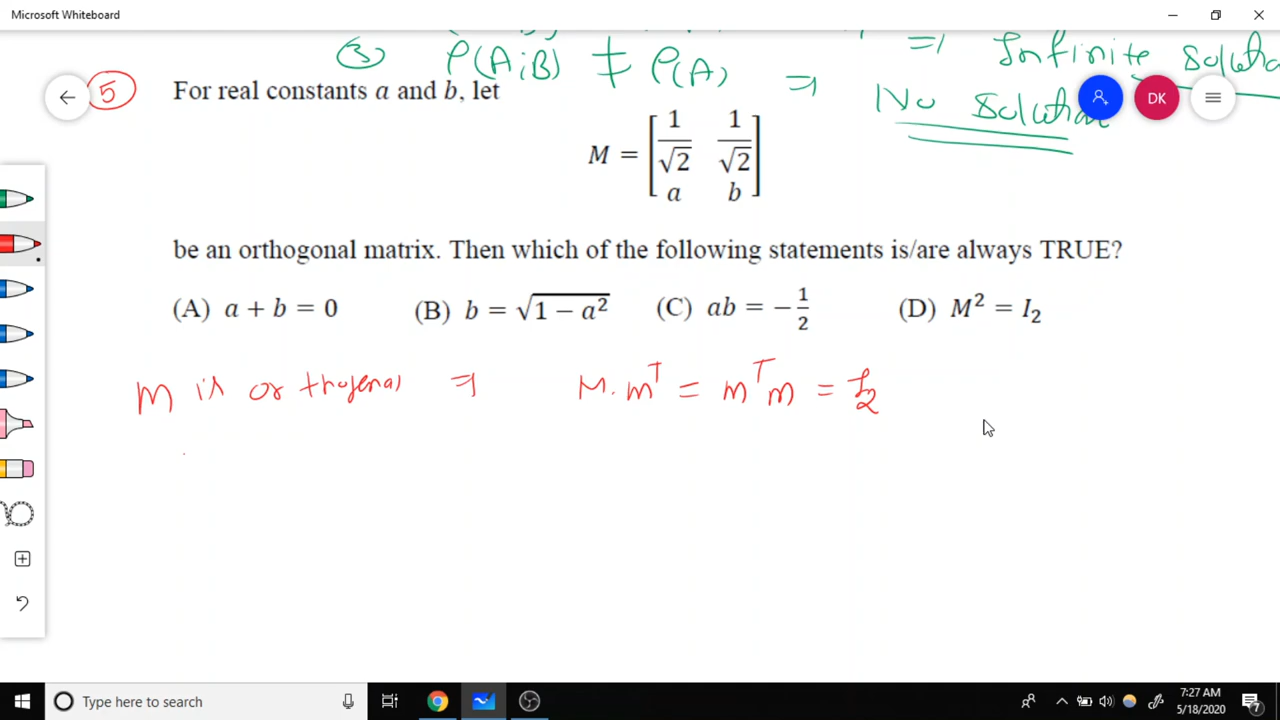 Microsoft Whiteboard
⇒ Infinite
③ ρ(A¦B) ≠ ρ(A) ⇒ No solution
5 For real constants a and b, let
DK
M = [1/√2 1/√2
a b]
be an orthogonal matrix. Then which of the following statements is/are always TRUE?
(A) a + b = 0 (B) b = √(1 − a²) (C) ab = −1/2 (D) M² = I₂
M is orthogonal ⇒ M.Mᵀ = MᵀM = I₂
Type here to search
7:27 AM
5/18/2020
7